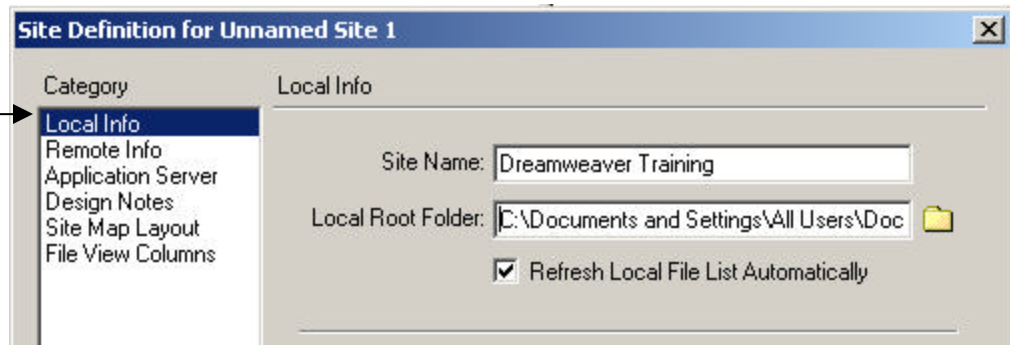 Site Definition for Unnamed Site 1
Category
Local Info
Remote Info
Application Server
Design Notes
Site Map Layout
File View Columns
Local Info
Site Name: Dreamweaver Training
Local Root Folder: C:\Documents and Settings\All Users\Doc
Refresh Local File List Automatically